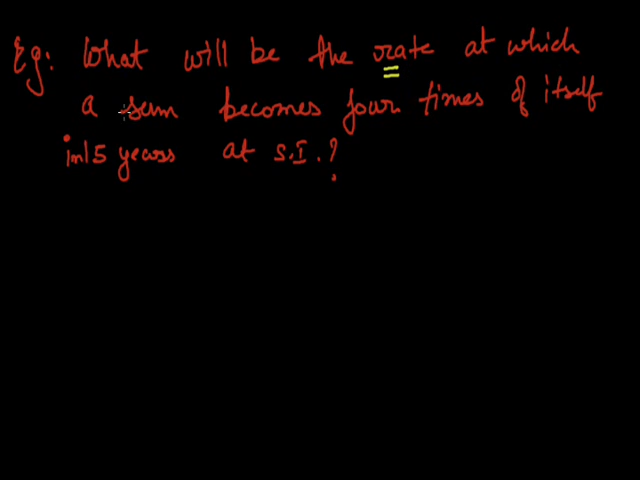 Eg: What will be the rate at which
a sum becomes four times of itself
in 15 years at S.I.?